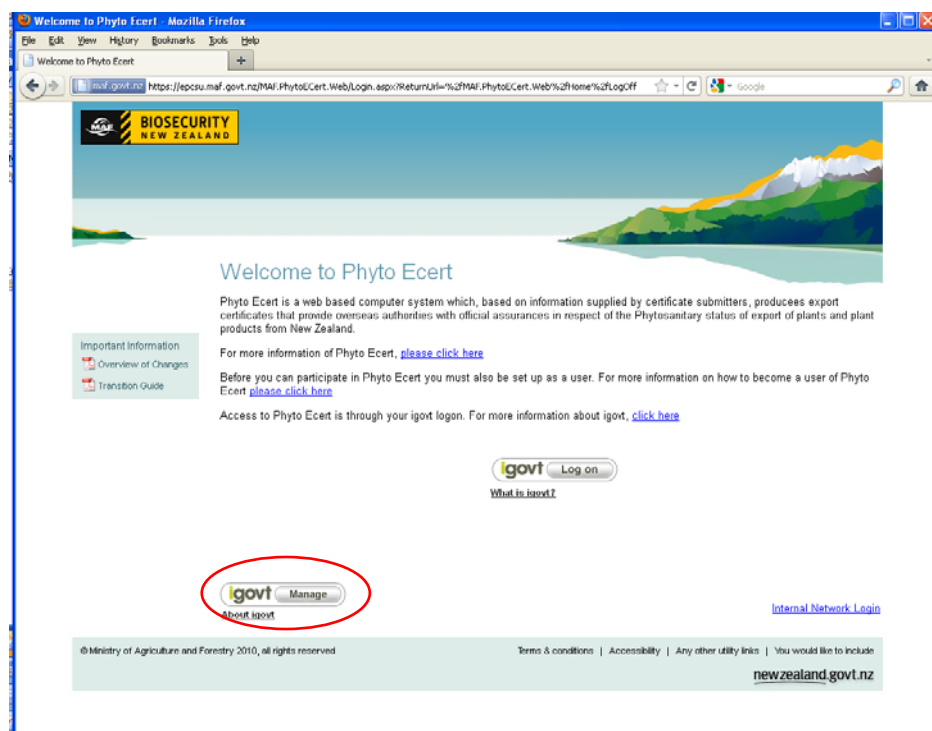 Welcome to Phyto Ecert - Mozilla Firefox
File Edit View History Bookmarks Tools Help
Welcome to Phyto Ecert +
maf.govt.nz https://epcsu.maf.govt.nz/MAF.PhytoECert.Web/Login.aspx?ReturnUrl=%2fMAF.PhytoECert.Web%2fHome%2fLogOff Google
MAF BIOSECURITY
NEW ZEALAND
Welcome to Phyto Ecert
Phyto Ecert is a web based computer system which, based on information supplied by certificate submitters, producees export
certificates that provide overseas authorities with official assurances in respect of the Phytosanitary status of export of plants and plant
products from New Zealand.
Important Information
Overview of Changes
Transition Guide
For more information of Phyto Ecert, please click here
Before you can participate in Phyto Ecert you must also be set up as a user. For more information on how to become a user of Phyto
Ecert please click here
Access to Phyto Ecert is through your igovt logon. For more information about igovt, click here
igovt Log on
What is igovt?
igovt Manage
About igovt
Internal Network Login
© Ministry of Agriculture and Forestry 2010, all rights reserved
Terms & conditions | Accessibility | Any other utility links | You would like to include
newzealand.govt.nz